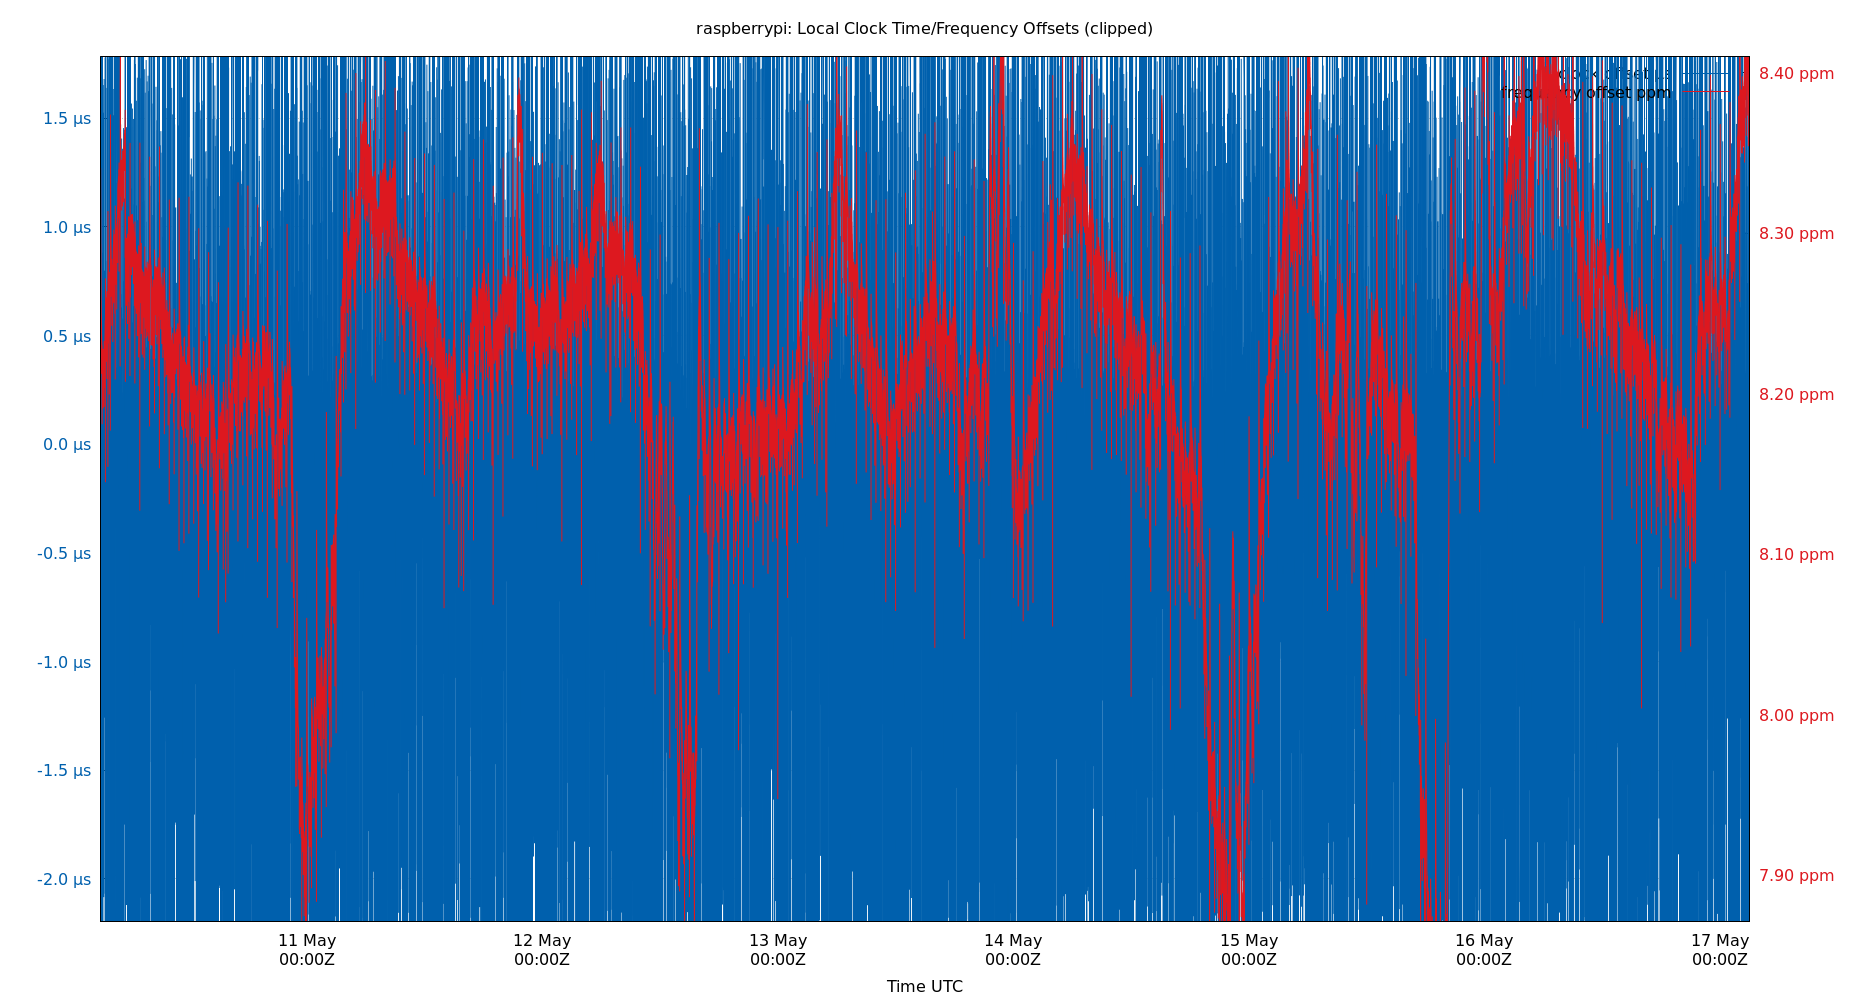 raspberrypi: Local Clock Time/Frequency Offsets (clipped)
clock offset µs
frequency offset ppm
1.5 µs
1.0 µs
0.5 µs
0.0 µs
-0.5 µs
-1.0 µs
-1.5 µs
-2.0 µs
8.40 ppm
8.30 ppm
8.20 ppm
8.10 ppm
8.00 ppm
7.90 ppm
11 May
00:00Z
12 May
00:00Z
13 May
00:00Z
14 May
00:00Z
15 May
00:00Z
16 May
00:00Z
17 May
00:00Z
Time UTC